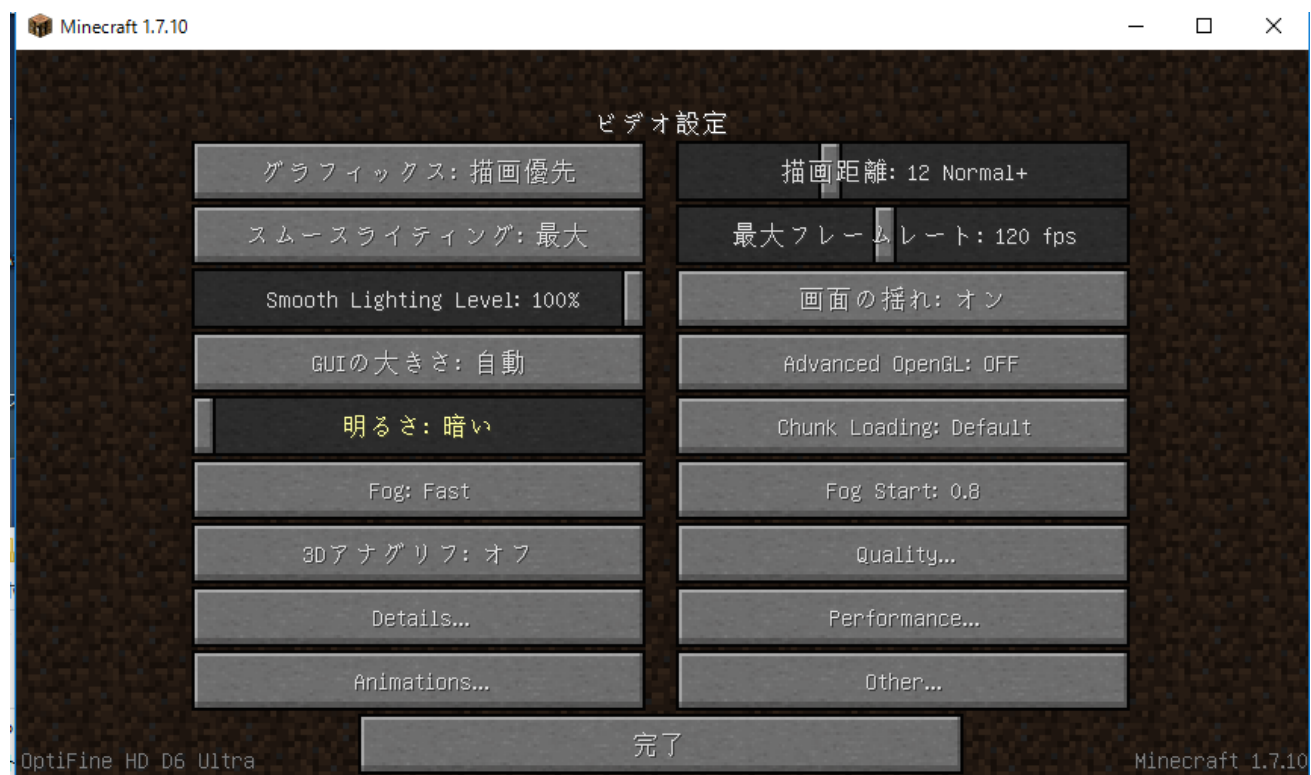 Minecraft 1.7.10
ビデオ設定
グラフィックス: 描画優先
描画距離: 12 Normal+
スムースライティング: 最大
最大フレームレート: 120 fps
Smooth Lighting Level: 100%
画面の揺れ: オン
GUIの大きさ: 自動
Advanced OpenGL: OFF
明るさ: 暗い
Chunk Loading: Default
Fog: Fast
Fog Start: 0.8
3Dアナグリフ: オフ
Quality...
Details...
Performance...
Animations...
Other...
完了
OptiFine HD D6 Ultra
Minecraft 1.7.10